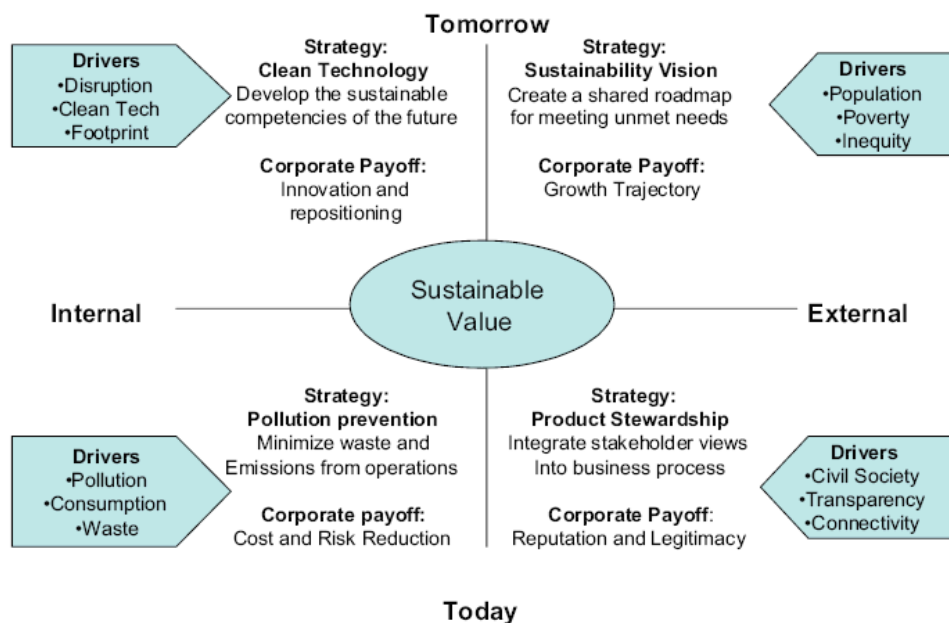 Tomorrow
Drivers
•Disruption
•Clean Tech
•Footprint
Strategy:
Clean Technology
Develop the sustainable
competencies of the future
Corporate Payoff:
Innovation and
repositioning
Strategy:
Sustainability Vision
Create a shared roadmap
for meeting unmet needs
Corporate Payoff:
Growth Trajectory
Drivers
•Population
•Poverty
•Inequity
Internal
Sustainable
Value
External
Drivers
•Pollution
•Consumption
•Waste
Strategy:
Pollution prevention
Minimize waste and
Emissions from operations
Corporate payoff:
Cost and Risk Reduction
Strategy:
Product Stewardship
Integrate stakeholder views
Into business process
Corporate Payoff:
Reputation and Legitimacy
Drivers
•Civil Society
•Transparency
•Connectivity
Today